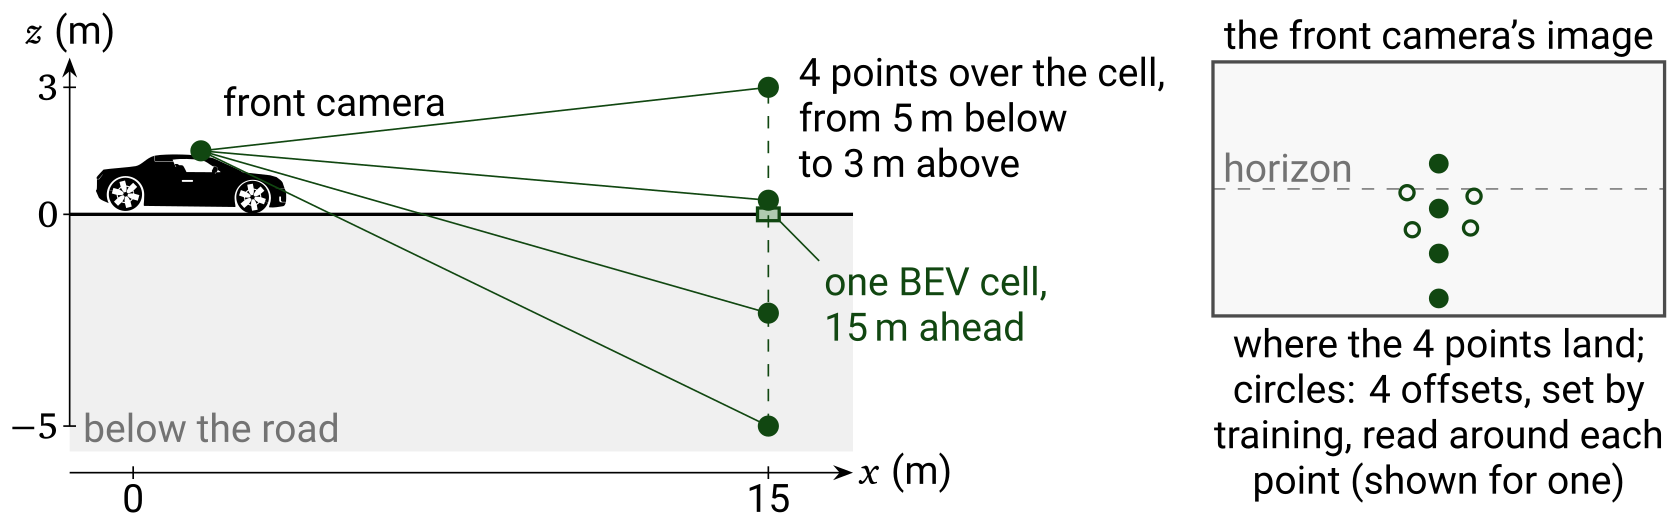 z (m)
3
0
−5
front camera
4 points over the cell,
from 5 m below
to 3 m above
one BEV cell,
15 m ahead
below the road
x (m)
0
15
the front camera’s image
horizon
where the 4 points land;
circles: 4 offsets, set by
training, read around each
point (shown for one)